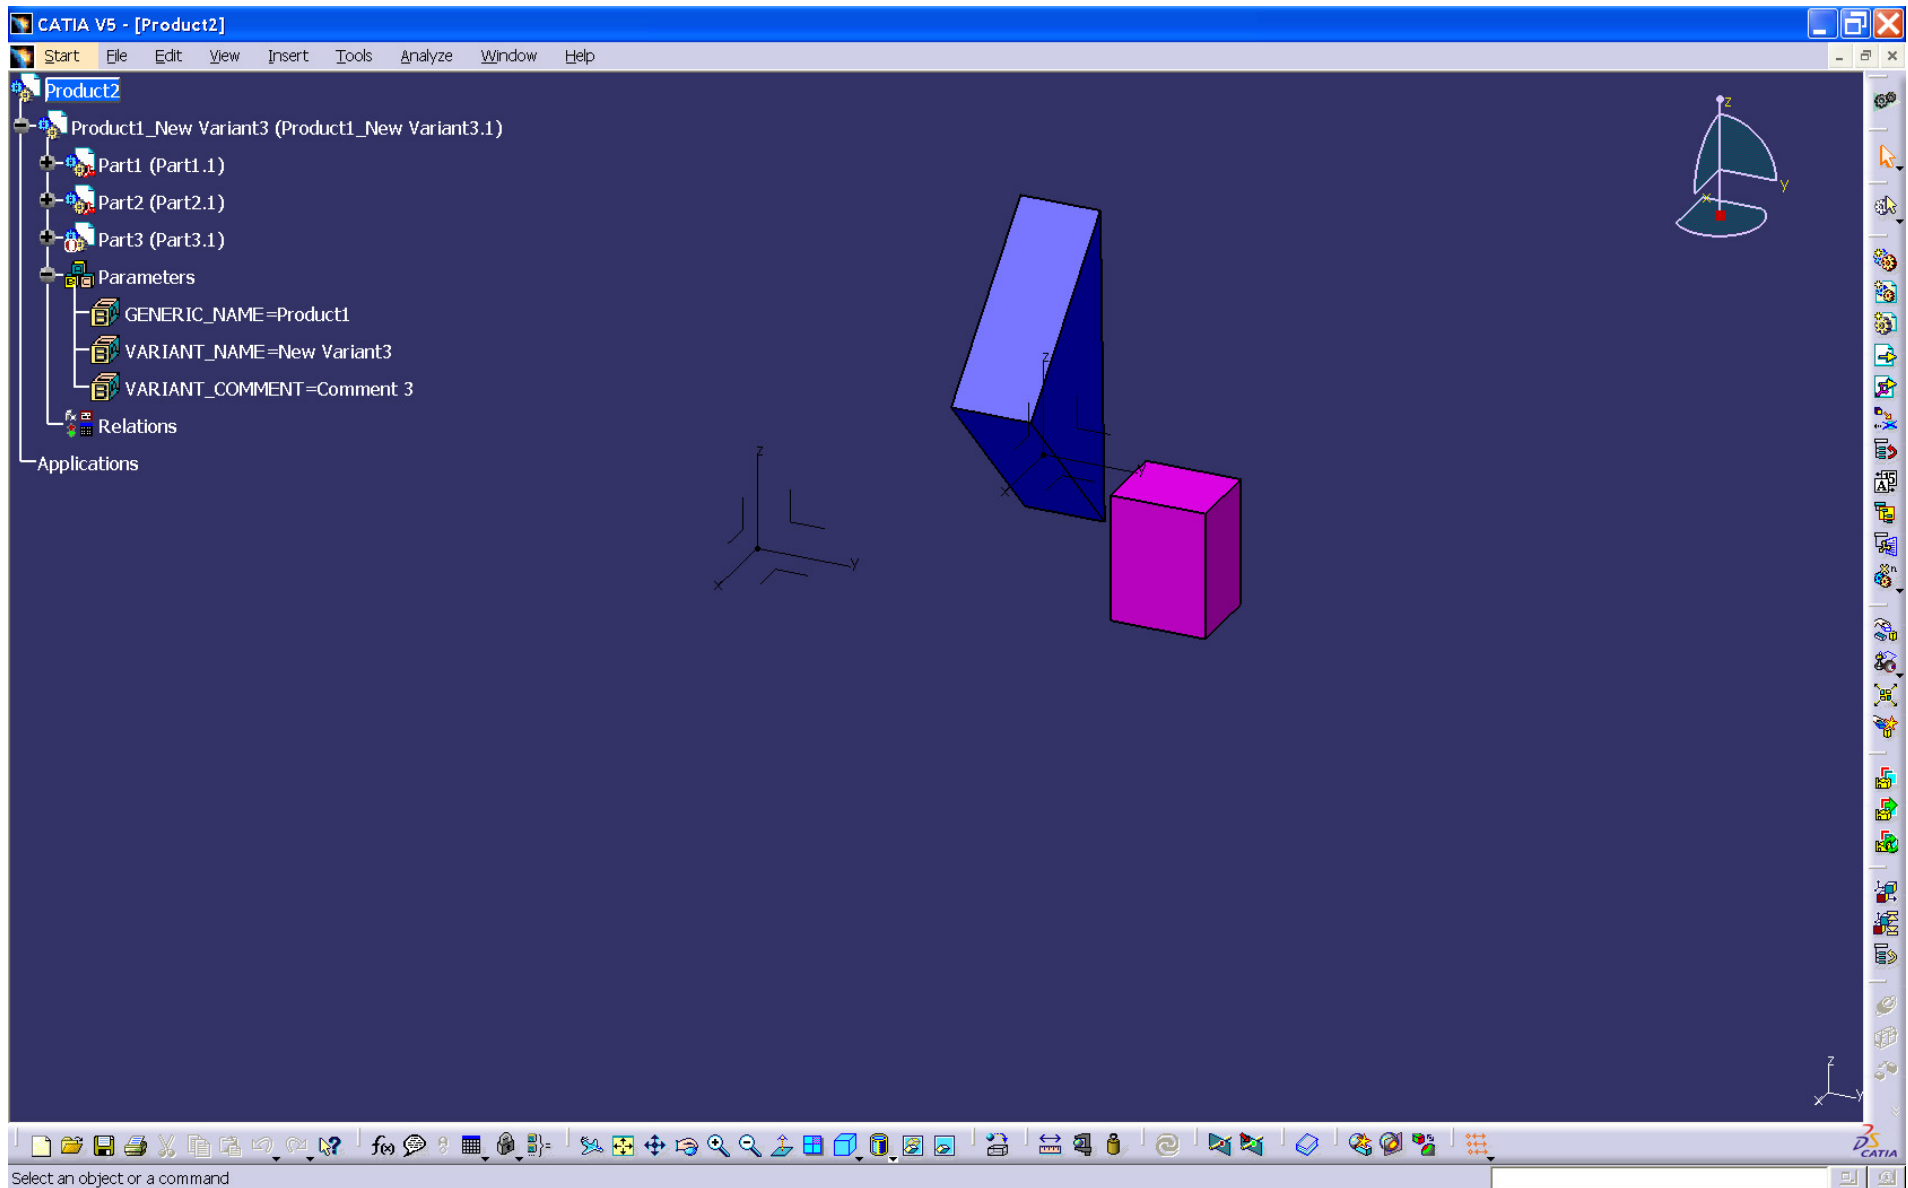 CATIA V5 - [Product2]
Start File Edit View Insert Tools Analyze Window Help
Product2
Product1_New Variant3 (Product1_New Variant3.1)
Part1 (Part1.1)
Part2 (Part2.1)
Part3 (Part3.1)
Parameters
GENERIC_NAME=Product1
VARIANT_NAME=New Variant3
VARIANT_COMMENT=Comment 3
Relations
Applications
z
y
x
z
y
x
z
y
x
z
y
x
f(x)
CATIA
Select an object or a command